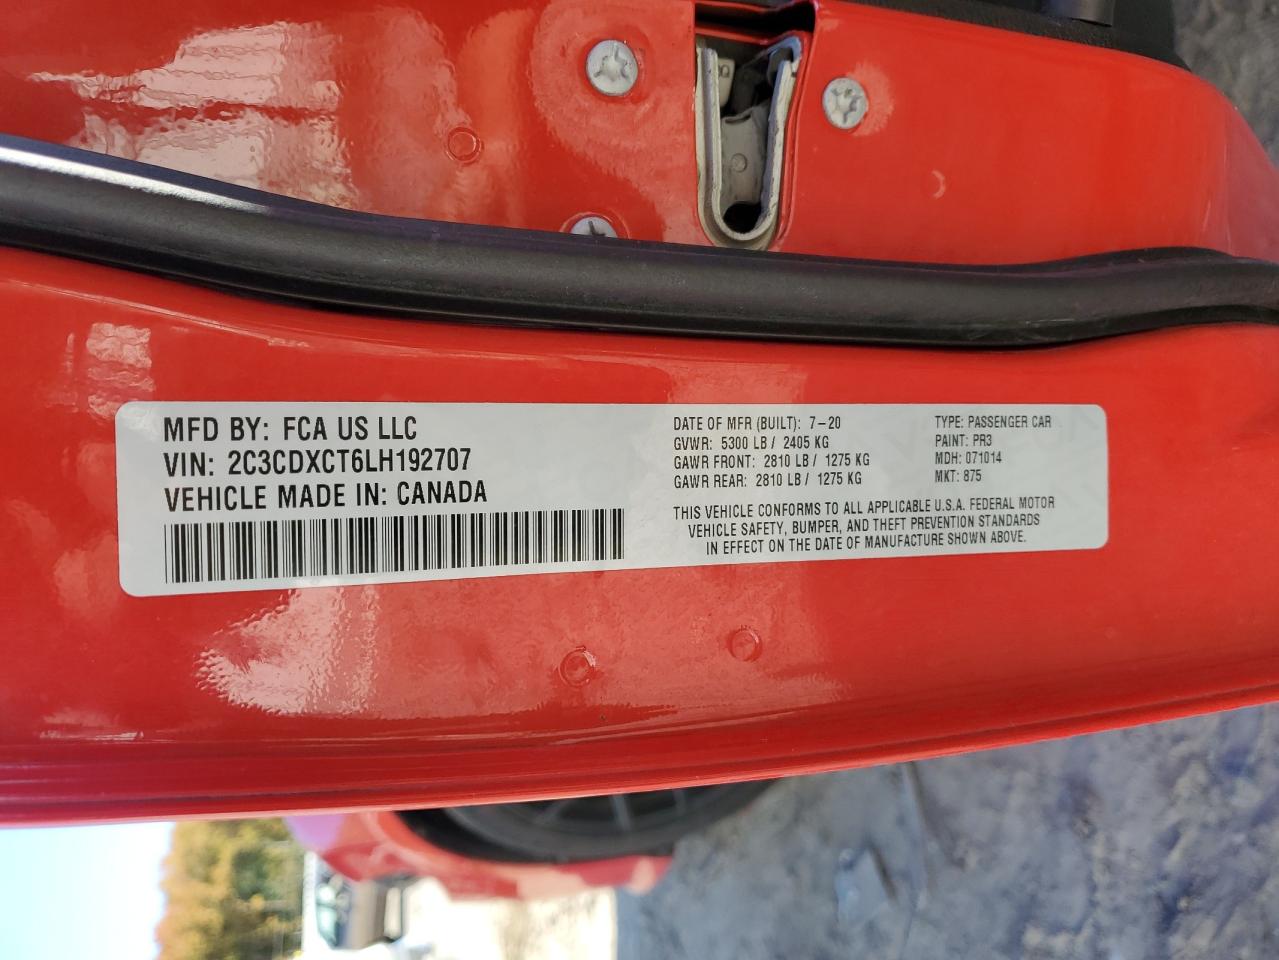 MFD BY: FCA US LLC
VIN: 2C3CDXCT6LH192707
VEHICLE MADE IN: CANADA
DATE OF MFR (BUILT): 7-20
GVWR: 5300 LB / 2405 KG
GAWR FRONT: 2810 LB / 1275 KG
GAWR REAR: 2810 LB / 1275 KG
TYPE: PASSENGER CAR
PAINT: PR3
MDH: 071014
MKT: 875
THIS VEHICLE CONFORMS TO ALL APPLICABLE U.S.A. FEDERAL MOTOR
VEHICLE SAFETY, BUMPER, AND THEFT PREVENTION STANDARDS
IN EFFECT ON THE DATE OF MANUFACTURE SHOWN ABOVE.